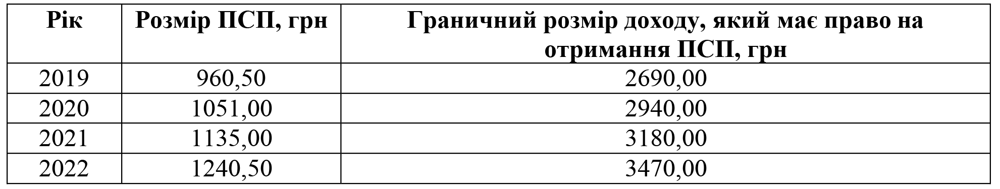 Рік Розмір ПСП, грн Граничний розмір доходу, який має право на
отримання ПСП, грн
2019 960,50 2690,00
2020 1051,00 2940,00
2021 1135,00 3180,00
2022 1240,50 3470,00